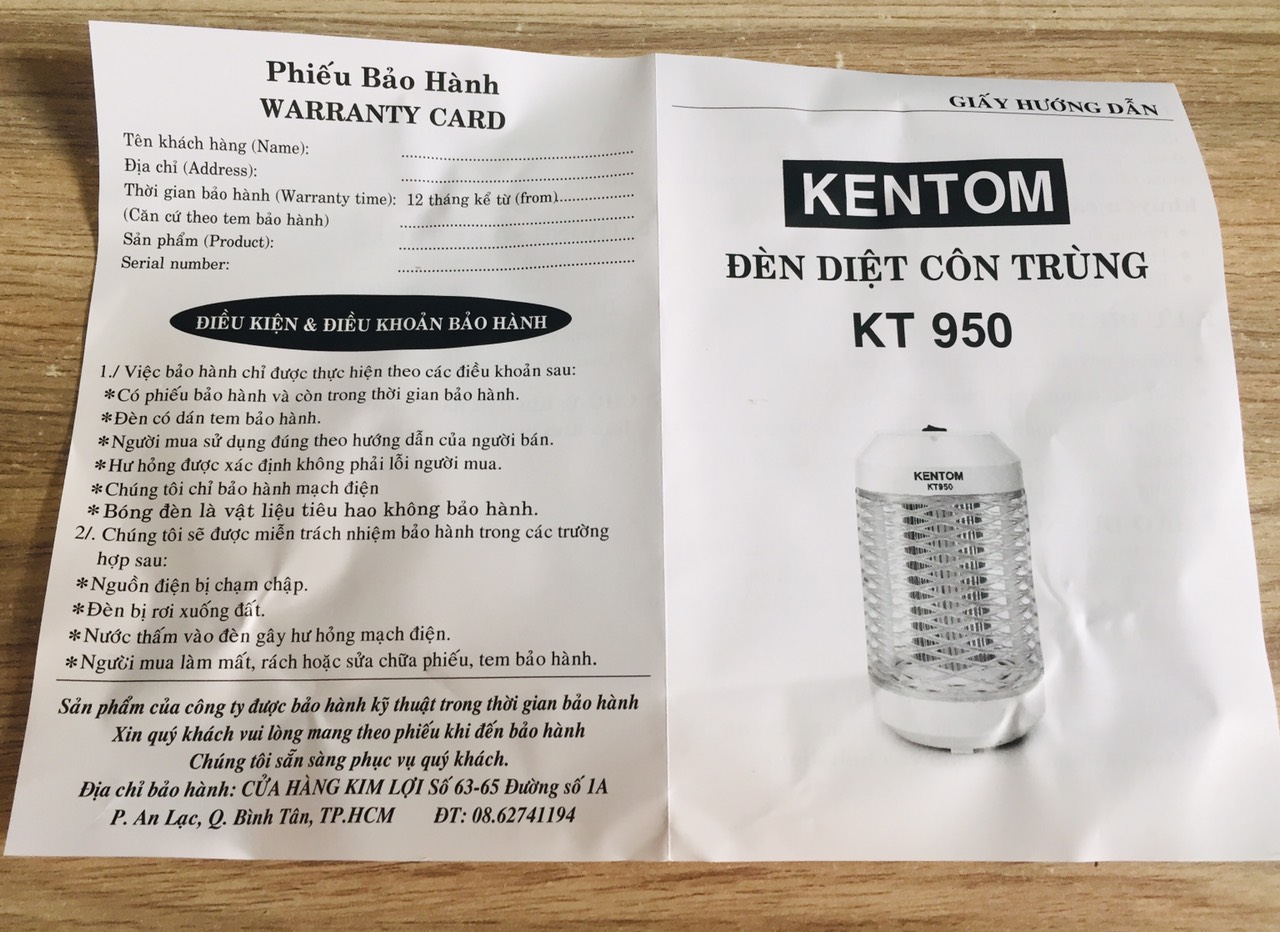 Phiếu Bảo Hành
WARRANTY CARD
Tên khách hàng (Name): ..........
Địa chỉ (Address): ..........
Thời gian bảo hành (Warranty time): 12 tháng kể từ (from)..........
(Căn cứ theo tem bảo hành) ..........
Sản phẩm (Product): ..........
Serial number: ..........
ĐIỀU KIỆN & ĐIỀU KHOẢN BẢO HÀNH
1./ Việc bảo hành chỉ được thực hiện theo các điều khoản sau:
*Có phiếu bảo hành và còn trong thời gian bảo hành.
*Đèn có dán tem bảo hành.
*Người mua sử dụng đúng theo hướng dẫn của người bán.
*Hư hỏng được xác định không phải lỗi người mua.
*Chúng tôi chỉ bảo hành mạch điện
*Bóng đèn là vật liệu tiêu hao không bảo hành.
2/. Chúng tôi sẽ được miễn trách nhiệm bảo hành trong các trường
hợp sau:
*Nguồn điện bị chạm chập.
*Đèn bị rơi xuống đất.
*Nước thấm vào đèn gây hư hỏng mạch điện.
*Người mua làm mất, rách hoặc sửa chữa phiếu, tem bảo hành.
Sản phẩm của công ty được bảo hành kỹ thuật trong thời gian bảo hành
Xin quý khách vui lòng mang theo phiếu khi đến bảo hành
Chúng tôi sẵn sàng phục vụ quý khách.
Địa chỉ bảo hành: CỬA HÀNG KIM LỢI Số 63-65 Đường số 1A
P. An Lạc, Q. Bình Tân, TP.HCM ĐT: 08.62741194
GIẤY HƯỚNG DẪN
KENTOM
ĐÈN DIỆT CÔN TRÙNG
KT 950
KENTOM
KT950